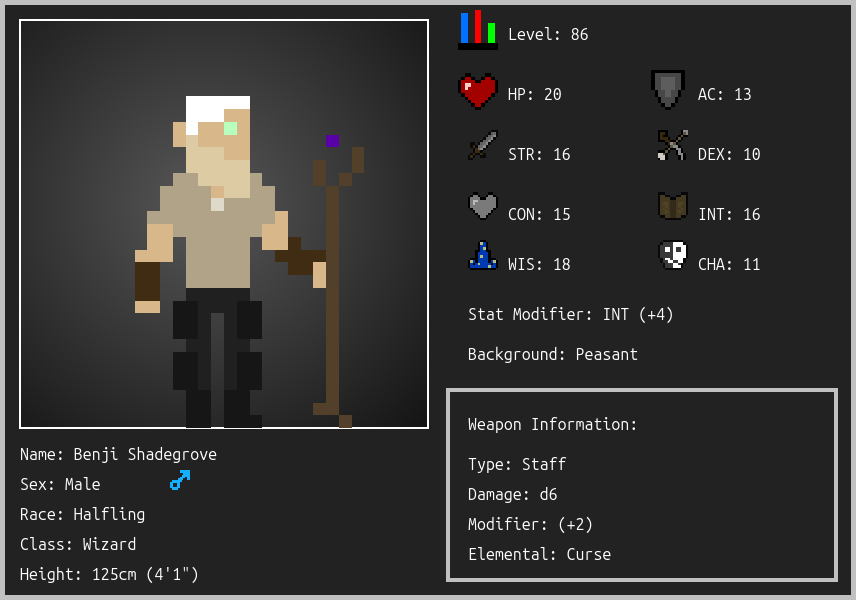 Level: 86
HP: 20
AC: 13
STR: 16
DEX: 10
CON: 15
INT: 16
WIS: 18
CHA: 11
Stat Modifier: INT (+4)
Background: Peasant
Weapon Information:
Type: Staff
Damage: d6
Modifier: (+2)
Elemental: Curse
Name: Benji Shadegrove
Sex: Male
Race: Halfling
Class: Wizard
Height: 125cm (4'1")